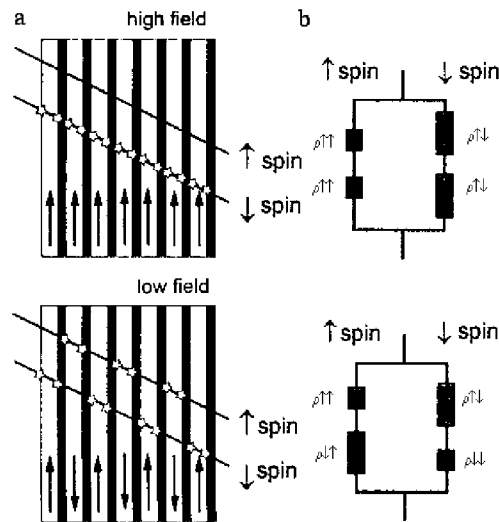 a
high field
↑ spin
↓ spin
b
↑ spin
↓ spin
ρ↑↑
ρ↑↓
ρ↑↑
ρ↑↓
low field
↑ spin
↓ spin
↑ spin
↓ spin
ρ↑↑
ρ↑↓
ρ↓↑
ρ↓↓